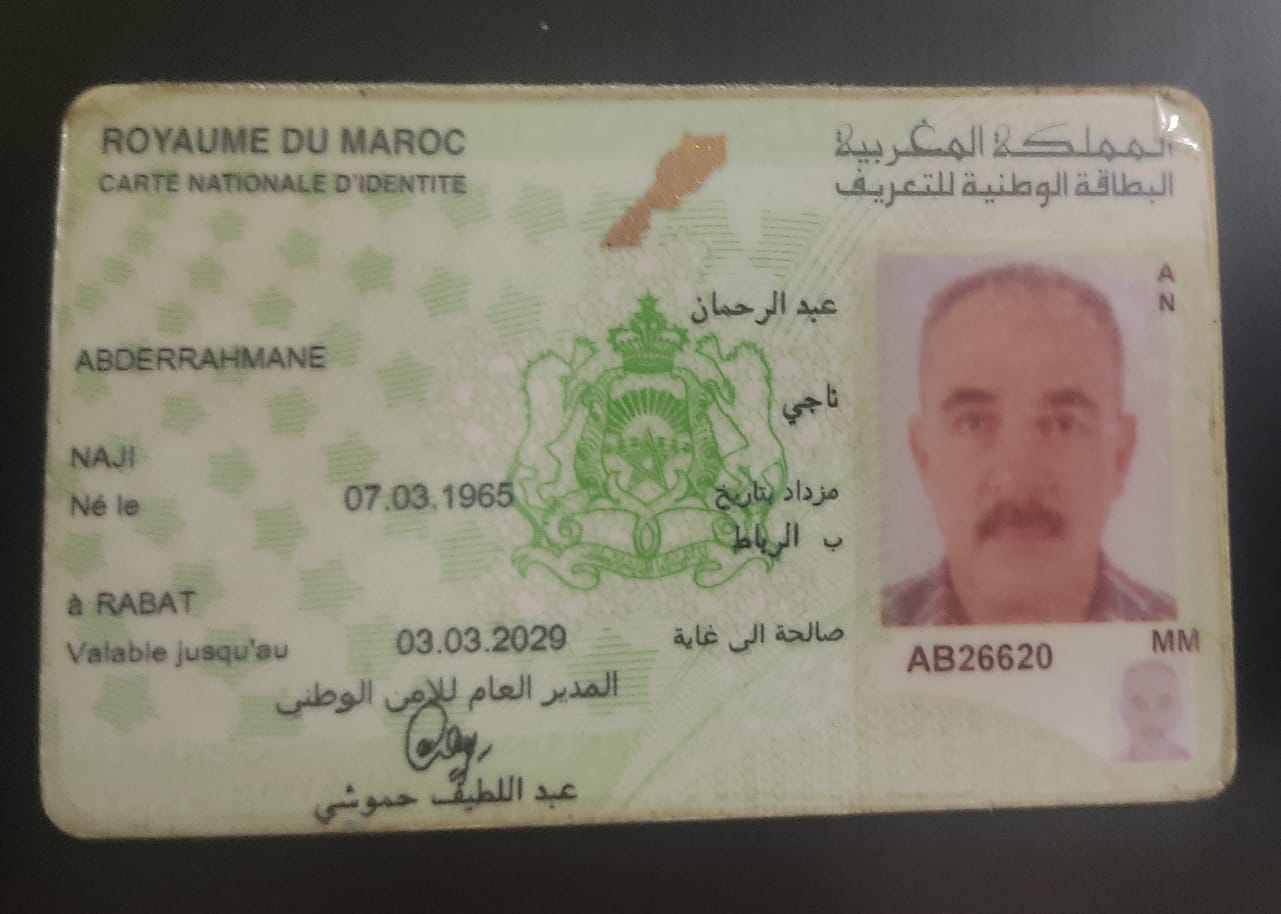 ROYAUME DU MAROC
المملكة المغربية
CARTE NATIONALE D'IDENTITE
البطاقة الوطنية للتعريف
A
N
عبد الرحمان
ABDERRAHMANE
ناجي
NAJI
Né le 07.03.1965 مزداد بتاريخ
ب الرباط
à RABAT
Valable jusqu'au 03.03.2029 صالحة الى غاية
MM
AB26620
المدير العام للامن الوطني
عبد اللطيف حموشي